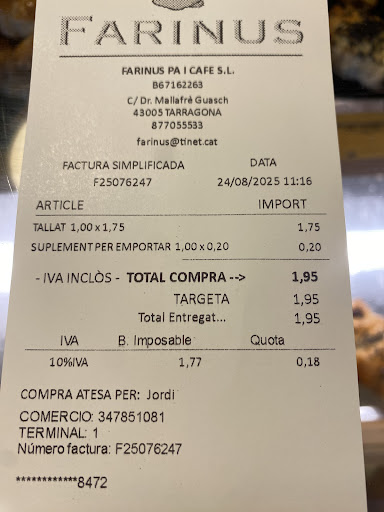 FARINUS
FARINUS PA I CAFE S.L.
B67162263
C/ Dr. Mallafrè Guasch
43005 TARRAGONA
877055533
farinus@tinet.cat
FACTURA SIMPLIFICADA DATA
F25076247 24/08/2025 11:16
ARTICLE IMPORT
TALLAT 1,00 x 1,75 1,75
SUPLEMENT PER EMPORTAR 1,00 x 0,20 0,20
- IVA INCLÒS - TOTAL COMPRA --> 1,95
TARGETA 1,95
Total Entregat... 1,95
IVA B. Imposable Quota
10%IVA 1,77 0,18
COMPRA ATESA PER: Jordi
COMERCIO: 347851081
TERMINAL: 1
Número factura: F25076247
************8472